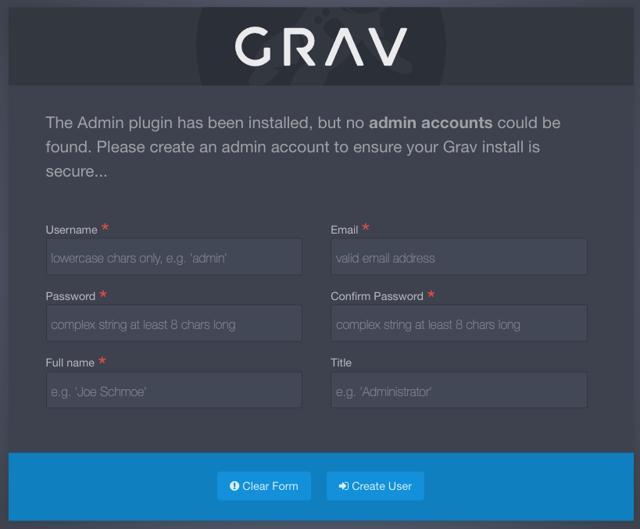 GRAV
The Admin plugin has been installed, but no admin accounts could be
found. Please create an admin account to ensure your Grav install is
secure...
Username *
Email *
lowercase chars only, e.g. 'admin'
valid email address
Password *
Confirm Password *
complex string at least 8 chars long
complex string at least 8 chars long
Full name *
Title
e.g. 'Joe Schmoe'
e.g. 'Administrator'
Clear Form
Create User